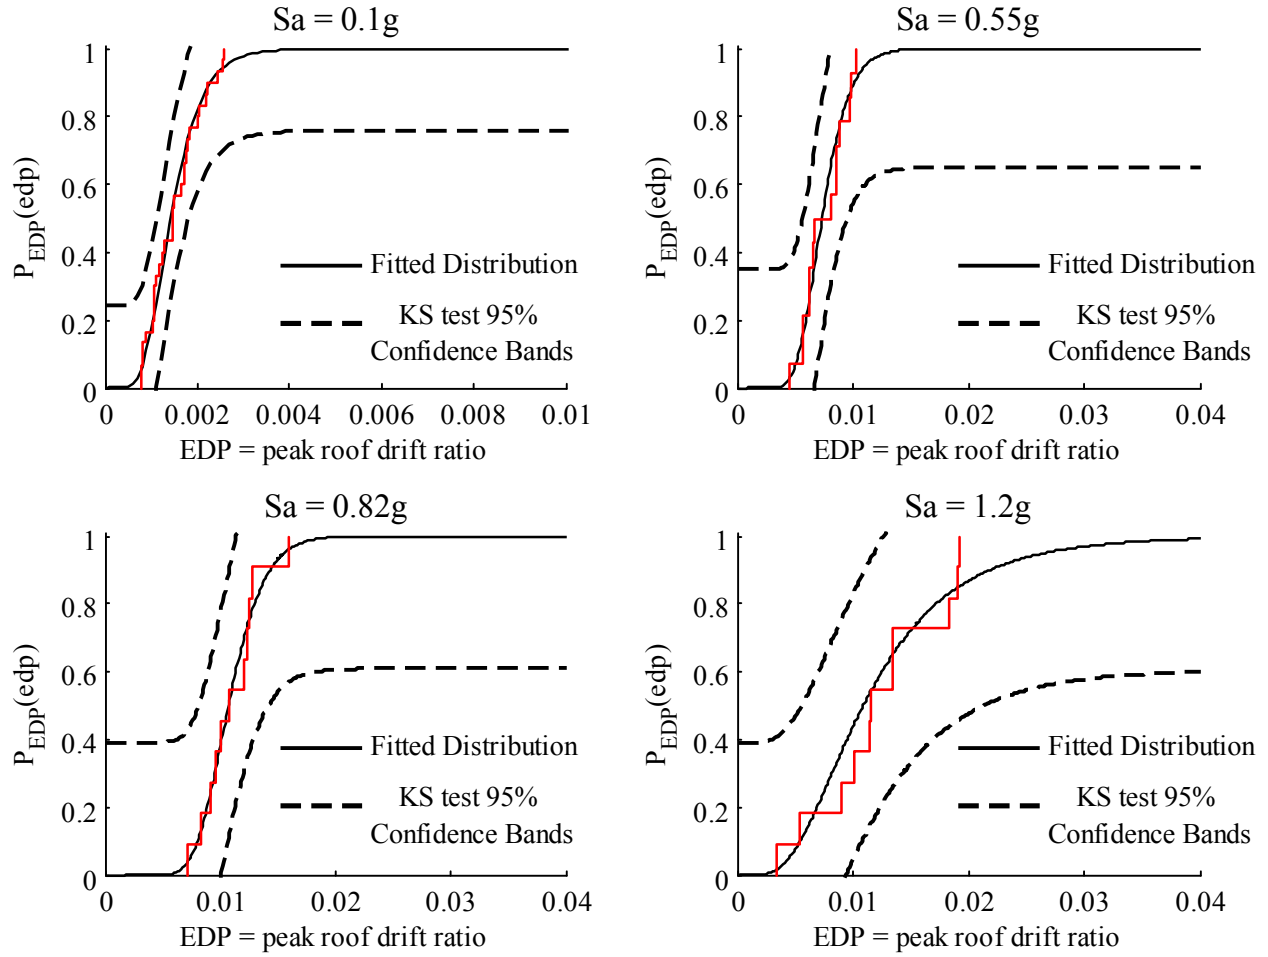 Sa = 0.1g
1
0.8
0.6
0.4
0.2
0
P_EDP(edp)
Fitted Distribution
KS test 95%
Confidence Bands
0 0.002 0.004 0.006 0.008 0.01
EDP = peak roof drift ratio
Sa = 0.55g
1
0.8
0.6
0.4
0.2
0
P_EDP(edp)
Fitted Distribution
KS test 95%
Confidence Bands
0 0.01 0.02 0.03 0.04
EDP = peak roof drift ratio
Sa = 0.82g
1
0.8
0.6
0.4
0.2
0
P_EDP(edp)
Fitted Distribution
KS test 95%
Confidence Bands
0 0.01 0.02 0.03 0.04
EDP = peak roof drift ratio
Sa = 1.2g
1
0.8
0.6
0.4
0.2
0
P_EDP(edp)
Fitted Distribution
KS test 95%
Confidence Bands
0 0.01 0.02 0.03 0.04
EDP = peak roof drift ratio